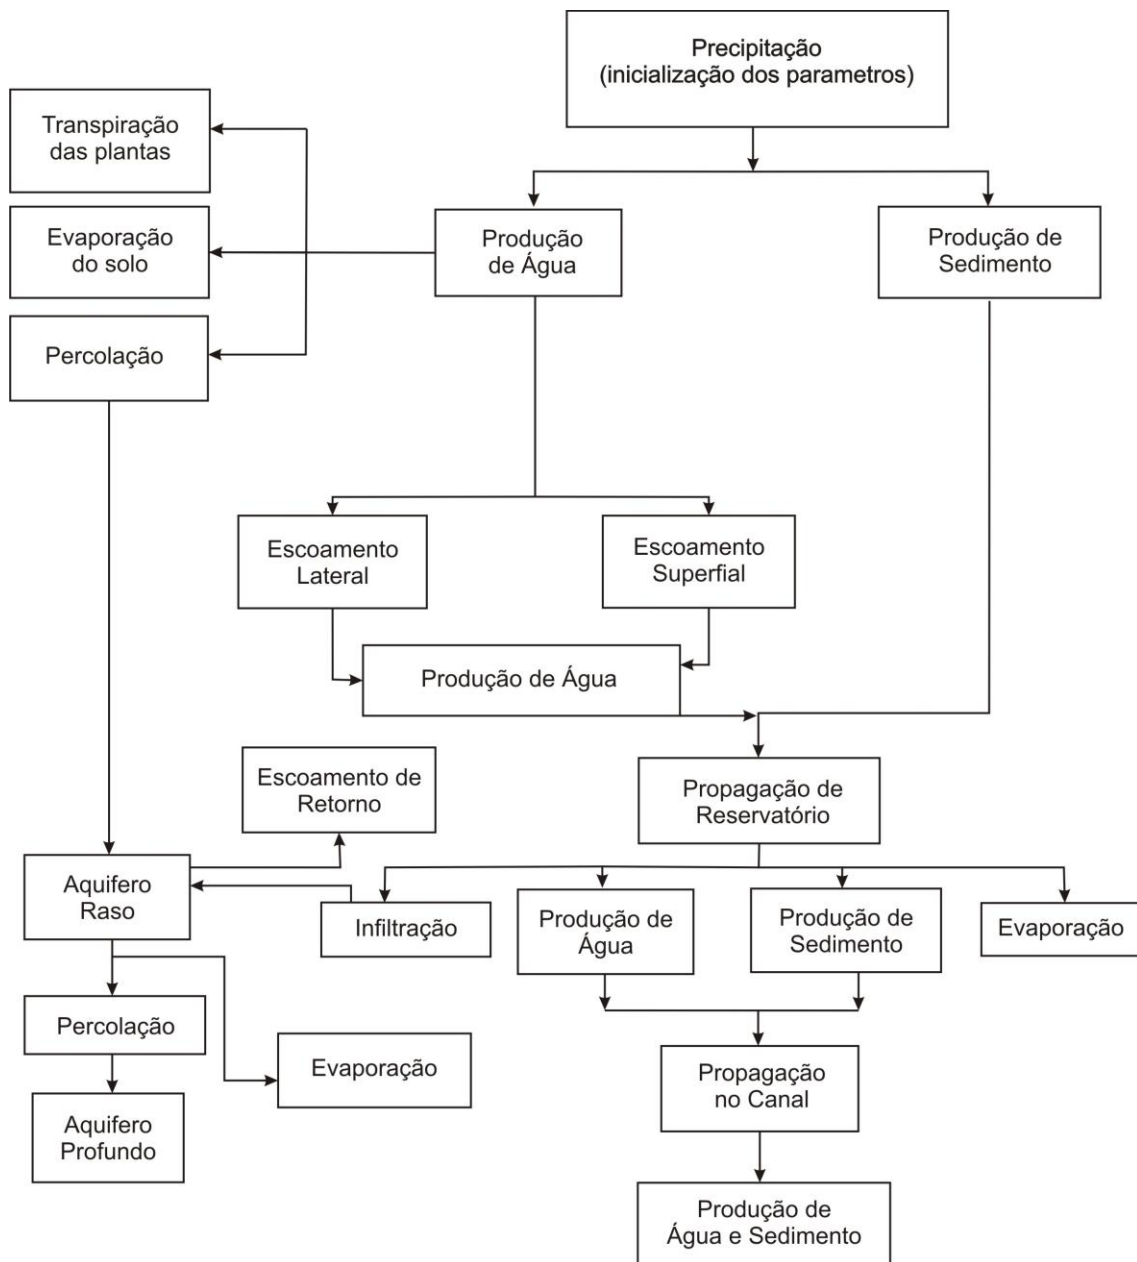 Precipitação
(inicialização dos parametros)
Transpiração
das plantas
Evaporação
do solo
Produção
de Água
Produção de
Sedimento
Percolação
Escoamento
Lateral
Escoamento
Superfial
Produção de Água
Escoamento de
Retorno
Propagação de
Reservatório
Aquifero
Raso
Infiltração
Produção de
Água
Produção de
Sedimento
Evaporação
Percolação
Evaporação
Propagação
no Canal
Aquifero
Profundo
Produção de
Água e Sedimento